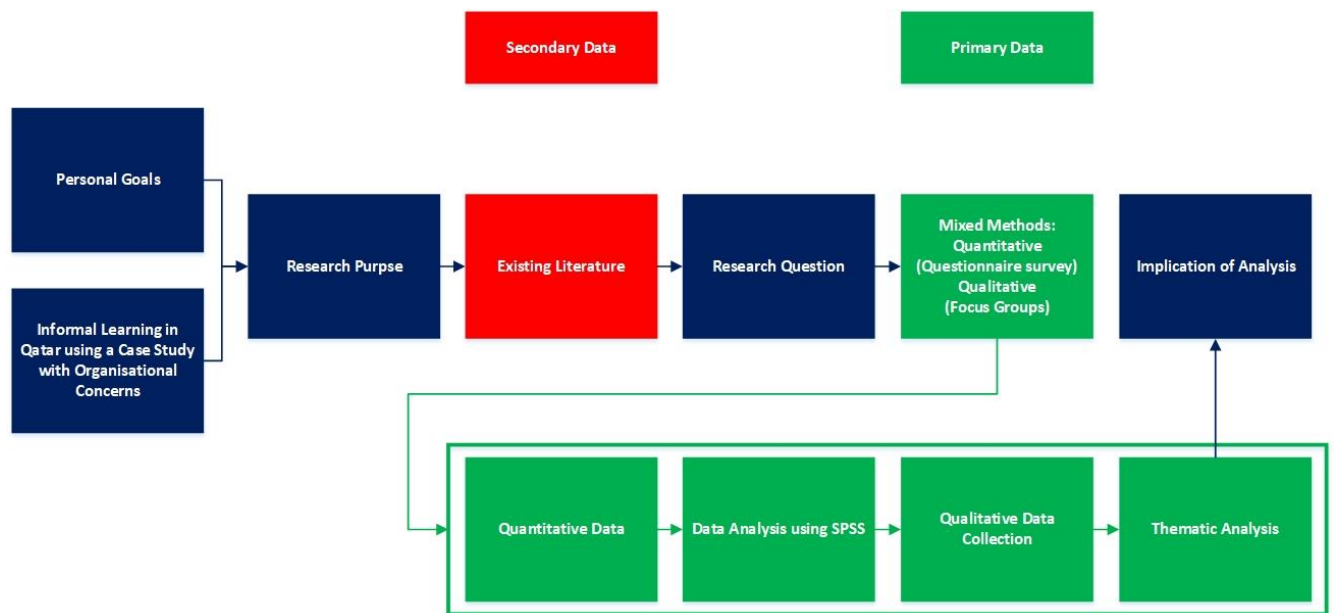 Secondary Data
Primary Data
Personal Goals
Informal Learning in
Qatar using a Case Study
with Organisational
Concerns
Research Purpse
Existing Literature
Research Question
Mixed Methods:
Quantitative
(Questionnaire survey)
Qualitative
(Focus Groups)
Implication of Analysis
Quantitative Data
Data Analysis using SPSS
Qualitative Data
Collection
Thematic Analysis